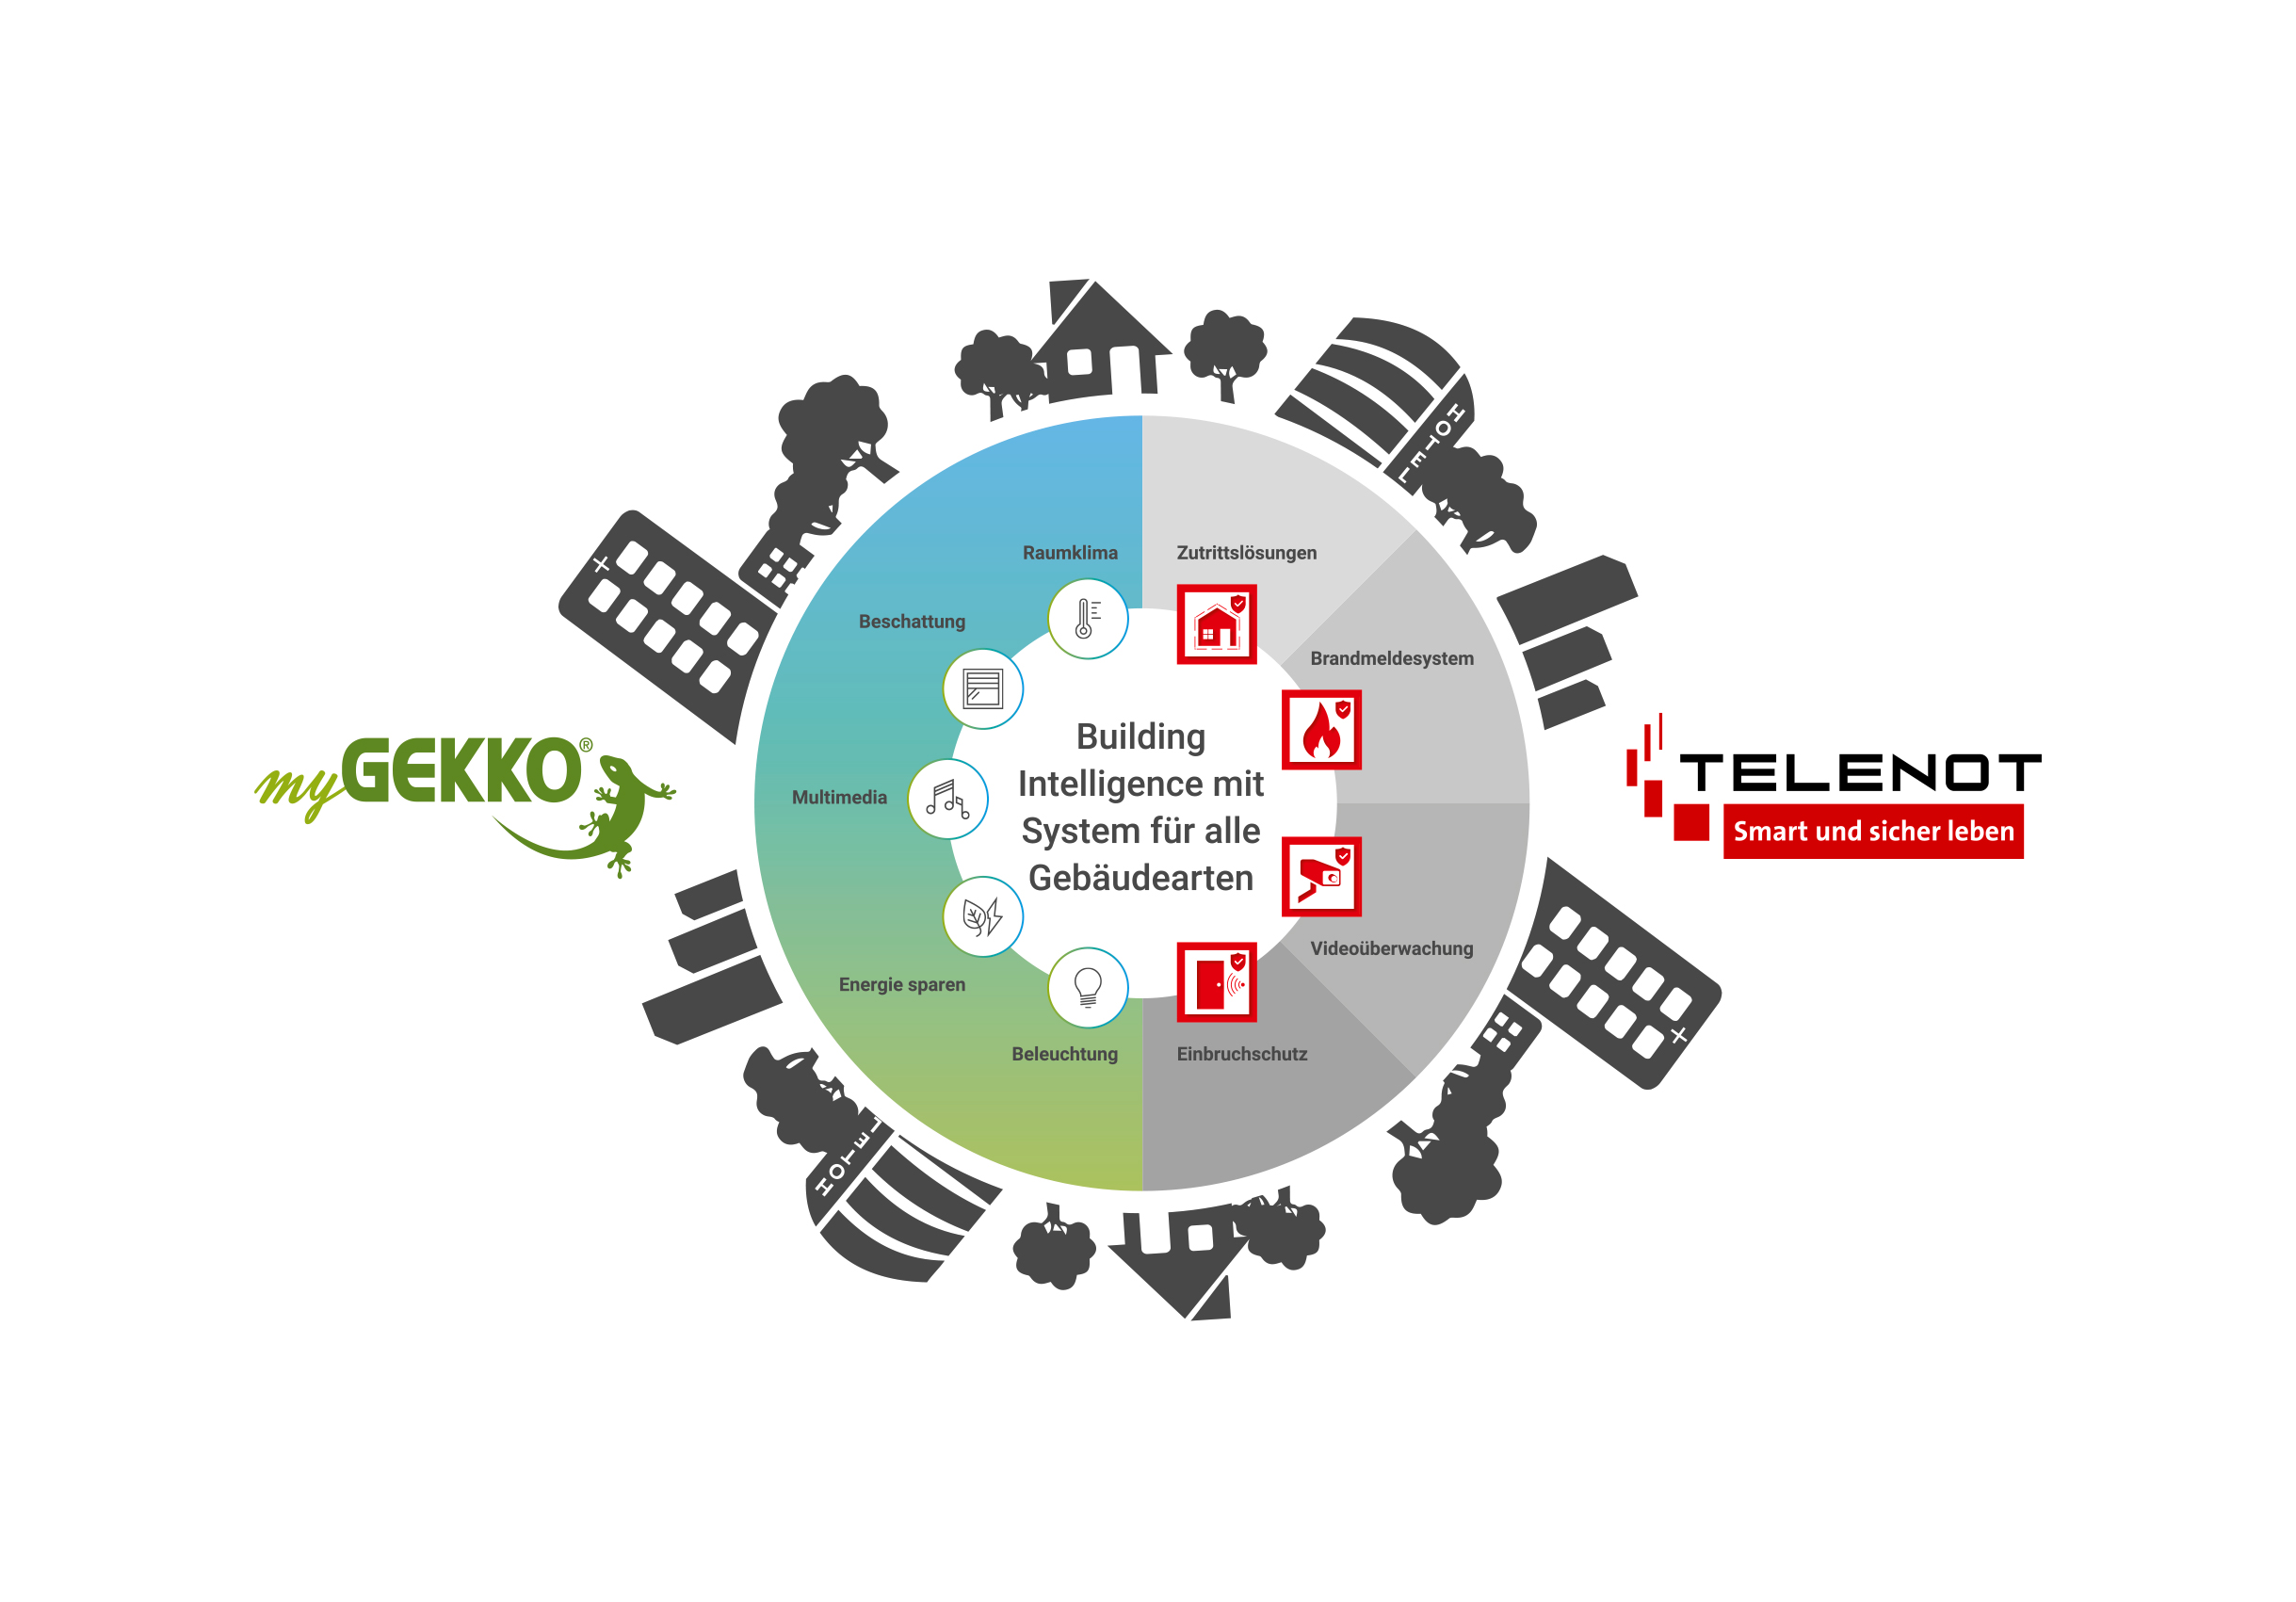 HOTEL
Raumklima
Zutrittslösungen
Beschattung
Brandmeldesystem
Building
Intelligence mit
System für alle
Gebäudearten
myGEKKO®
Multimedia
TELENOT
Smart und sicher leben
Videoüberwachung
Energie sparen
Beleuchtung
Einbruchschutz
HOTEL